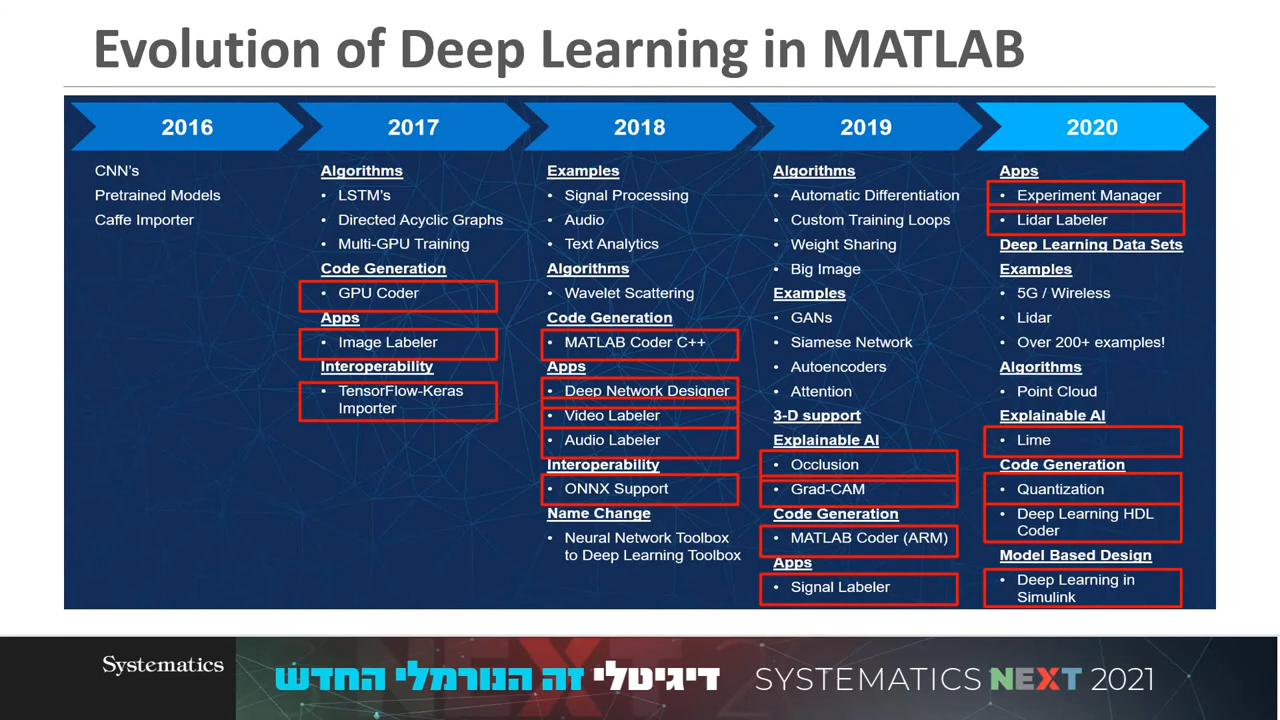 Evolution of Deep Learning in MATLAB
2016
CNN's
Pretrained Models
Caffe Importer
2017
Algorithms
• LSTM's
• Directed Acyclic Graphs
• Multi-GPU Training
Code Generation
• GPU Coder
Apps
• Image Labeler
Interoperability
• TensorFlow-Keras
Importer
2018
Examples
• Signal Processing
• Audio
• Text Analytics
Algorithms
• Wavelet Scattering
Code Generation
• MATLAB Coder C++
Apps
• Deep Network Designer
• Video Labeler
• Audio Labeler
Interoperability
• ONNX Support
Name Change
• Neural Network Toolbox
to Deep Learning Toolbox
2019
Algorithms
• Automatic Differentiation
• Custom Training Loops
• Weight Sharing
• Big Image
Examples
• GANs
• Siamese Network
• Autoencoders
• Attention
3-D support
Explainable AI
• Occlusion
• Grad-CAM
Code Generation
• MATLAB Coder (ARM)
Apps
• Signal Labeler
2020
Apps
• Experiment Manager
• Lidar Labeler
Deep Learning Data Sets
Examples
• 5G / Wireless
• Lidar
• Over 200+ examples!
Algorithms
• Point Cloud
Explainable AI
• Lime
Code Generation
• Quantization
• Deep Learning HDL
Coder
Model Based Design
• Deep Learning in
Simulink
Systematics
דיגיטלי זה הנורמלי החדש
SYSTEMATICS NEXT 2021